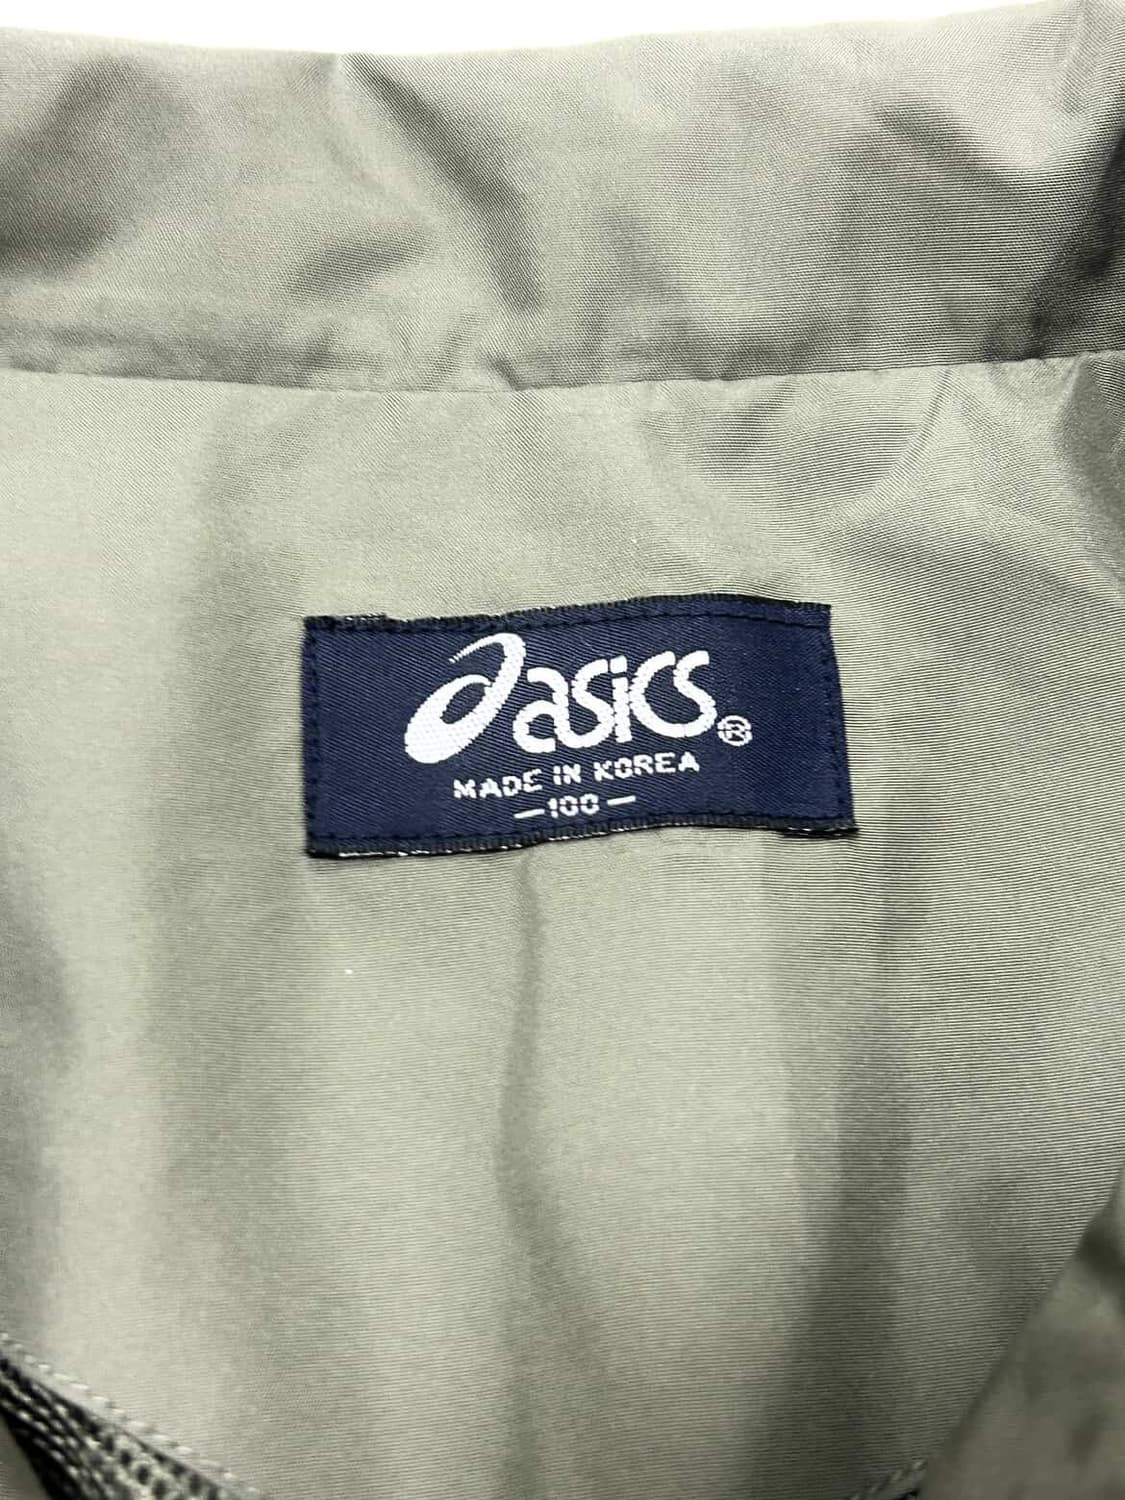 asics®
MADE IN KOREA
—100—